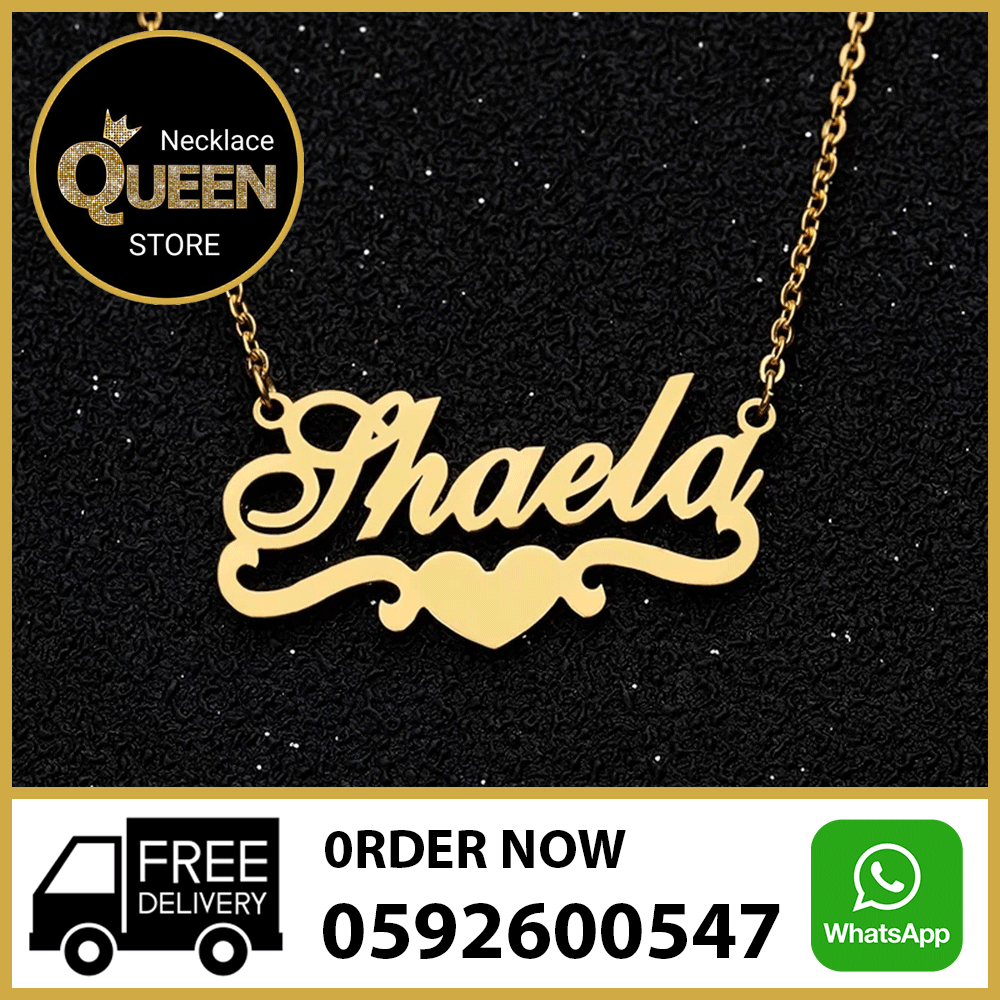 Necklace
QUEEN
STORE
Shaela
FREE
DELIVERY
0RDER NOW
0592600547
WhatsApp